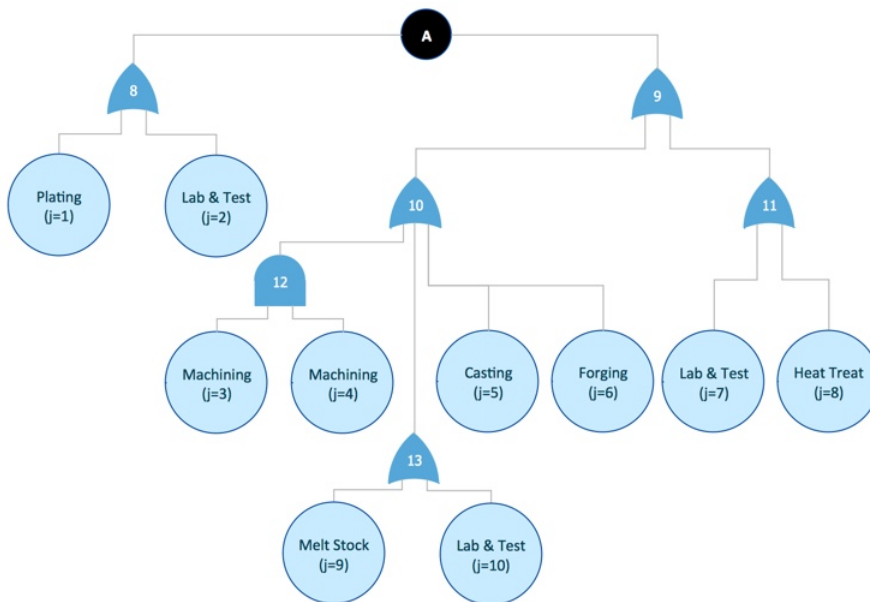 A
8
9
Plating
(j=1)
Lab & Test
(j=2)
10
11
12
Machining
(j=3)
Machining
(j=4)
Casting
(j=5)
Forging
(j=6)
Lab & Test
(j=7)
Heat Treat
(j=8)
13
Melt Stock
(j=9)
Lab & Test
(j=10)